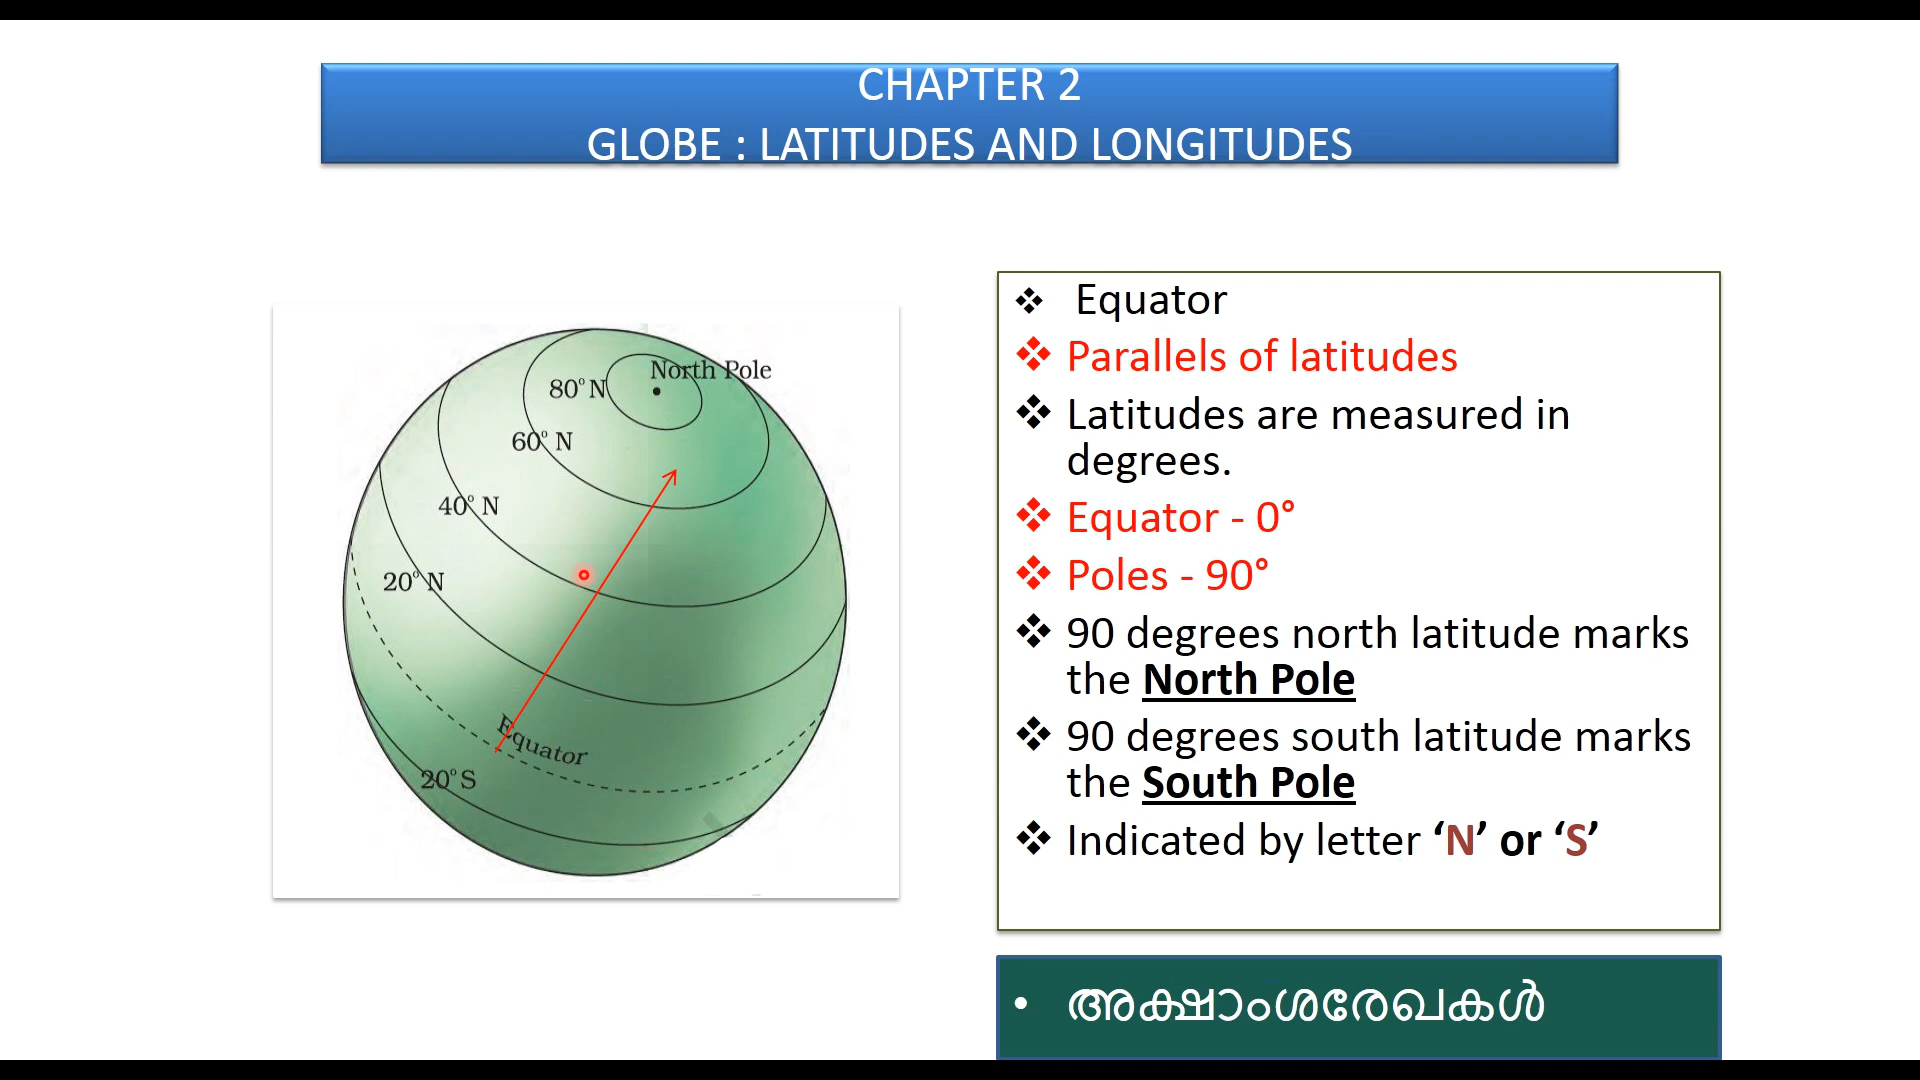 CHAPTER 2
GLOBE : LATITUDES AND LONGITUDES
North Pole
80° N
60° N
40° N
20° N
Equator
20° S
❖ Equator
❖ Parallels of latitudes
❖ Latitudes are measured in
degrees.
❖ Equator - 0°
❖ Poles - 90°
❖ 90 degrees north latitude marks
the North Pole
❖ 90 degrees south latitude marks
the South Pole
❖ Indicated by letter ‘N’ or ‘S’
• അക്ഷാംശരേഖകൾ